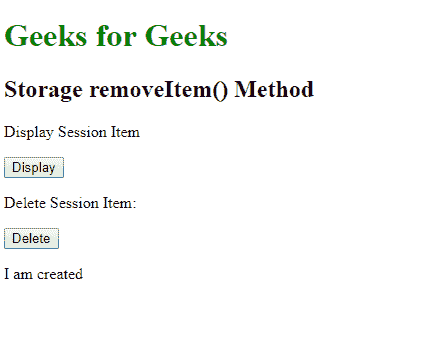 Geeks for Geeks
Storage removeItem() Method
Display Session Item
Display
Delete Session Item:
Delete
I am created